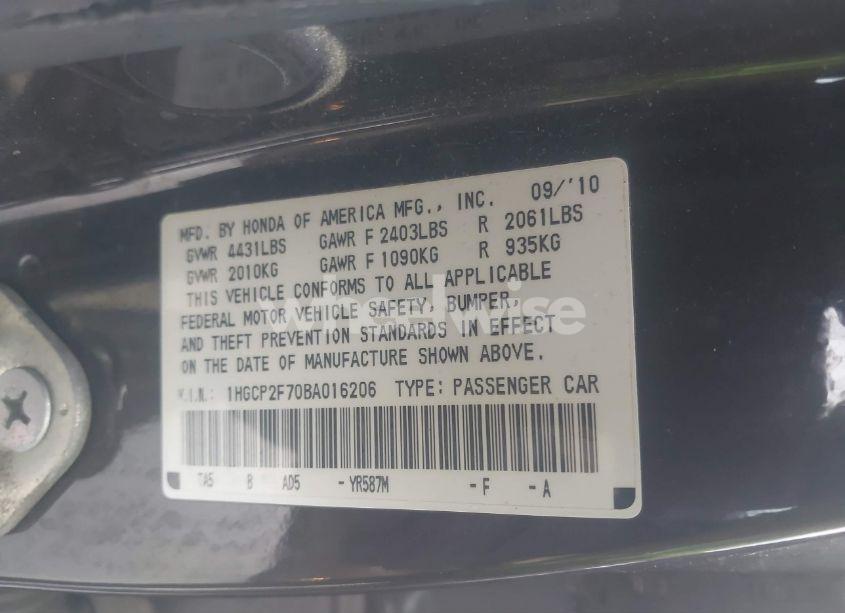 MFD. BY HONDA OF AMERICA MFG., INC. 09/'10
GVWR 4431LBS GAWR F 2403LBS R 2061LBS
GVWR 2010KG GAWR F 1090KG R 935KG
THIS VEHICLE CONFORMS TO ALL APPLICABLE
FEDERAL MOTOR VEHICLE SAFETY, BUMPER,
AND THEFT PREVENTION STANDARDS IN EFFECT
ON THE DATE OF MANUFACTURE SHOWN ABOVE.
V.I.N.: 1HGCP2F70BA016206 TYPE: PASSENGER CAR
TA5 B AD5 - YR587M - F - A
wheelwise